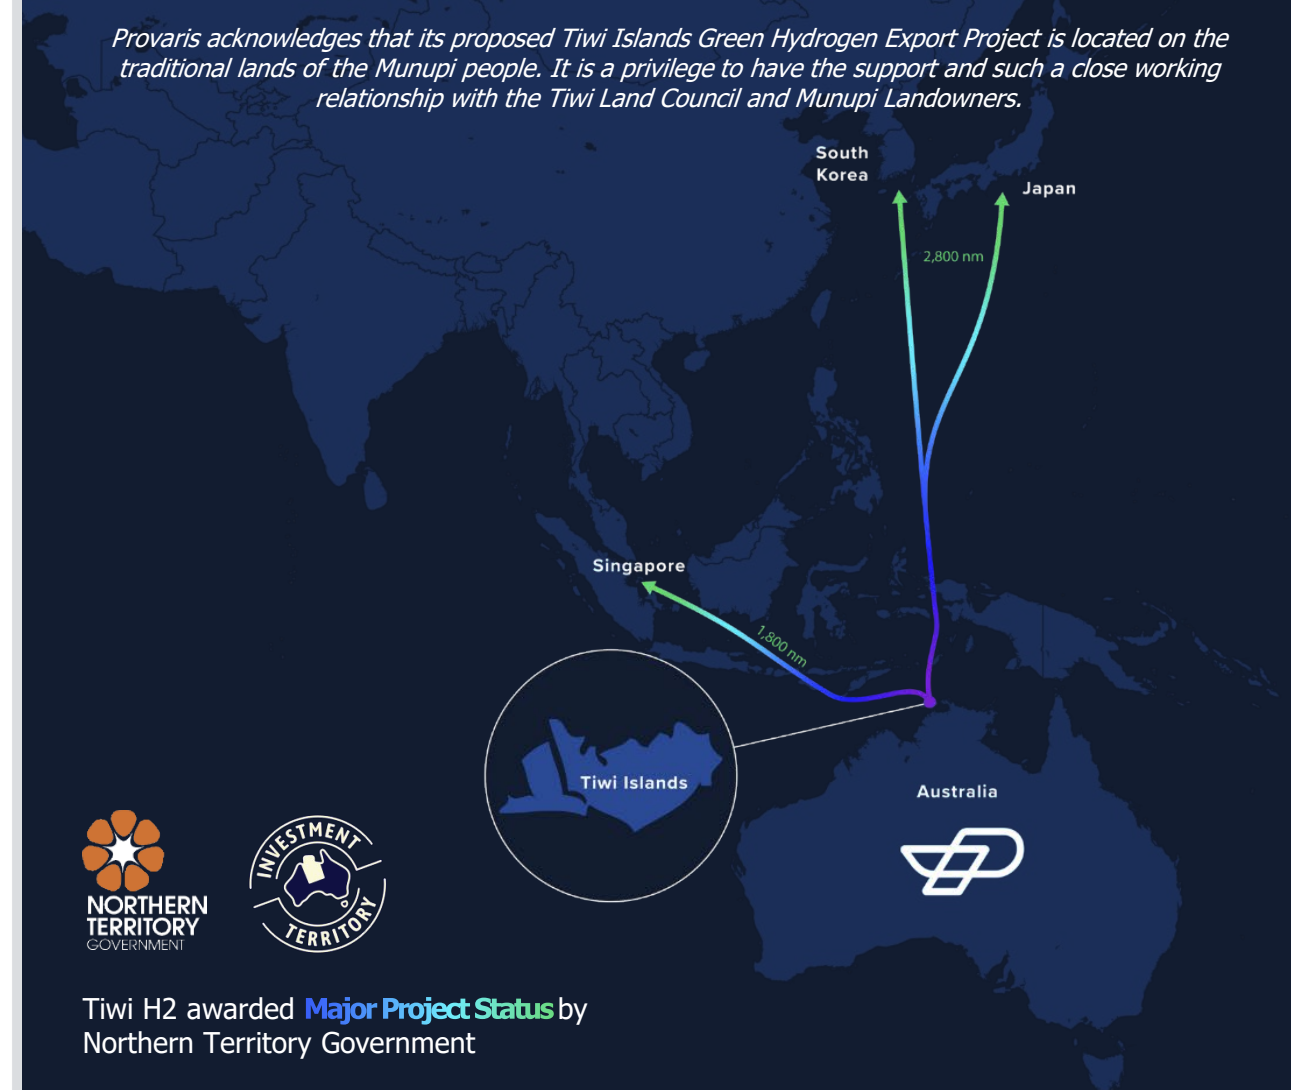 Provaris acknowledges that its proposed Tiwi Islands Green Hydrogen Export Project is located on the
traditional lands of the Munupi people. It is a privilege to have the support and such a close working
relationship with the Tiwi Land Council and Munupi Landowners.
South
Korea
Japan
2,800 nm
Singapore
1,800 nm
Tiwi Islands
Australia
INVESTMENT
TERRITORY
NORTHERN
TERRITORY
GOVERNMENT
Tiwi H2 awarded Major Project Status by
Northern Territory Government